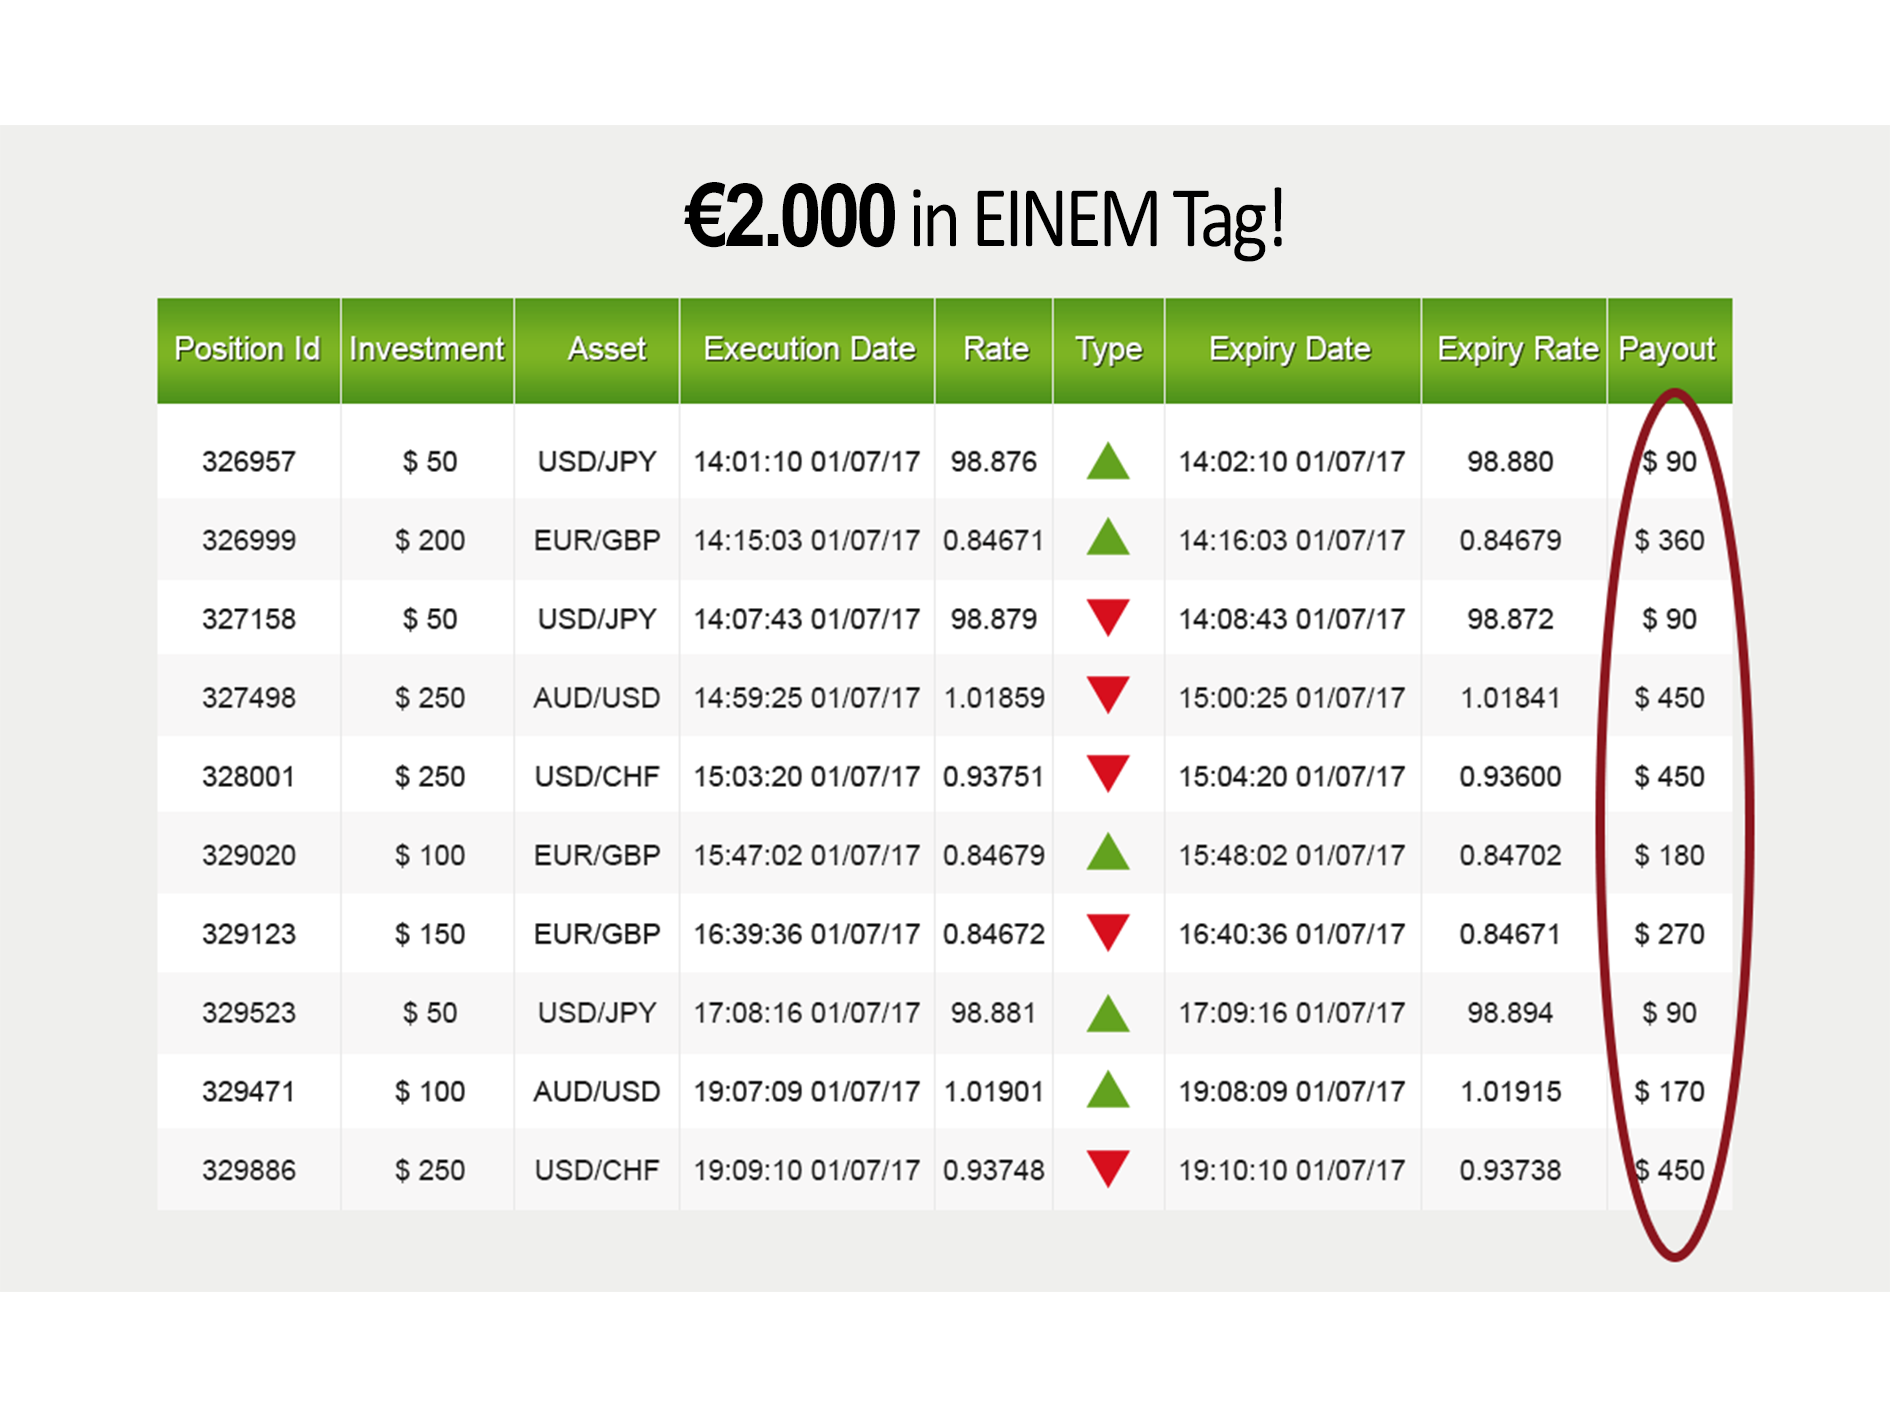 €2.000 in EINEM Tag!
Position Id Investment Asset Execution Date Rate Type Expiry Date Expiry Rate Payout
326957 $ 50 USD/JPY 14:01:10 01/07/17 98.876 14:02:10 01/07/17 98.880 $ 90
326999 $ 200 EUR/GBP 14:15:03 01/07/17 0.84671 14:16:03 01/07/17 0.84679 $ 360
327158 $ 50 USD/JPY 14:07:43 01/07/17 98.879 14:08:43 01/07/17 98.872 $ 90
327498 $ 250 AUD/USD 14:59:25 01/07/17 1.01859 15:00:25 01/07/17 1.01841 $ 450
328001 $ 250 USD/CHF 15:03:20 01/07/17 0.93751 15:04:20 01/07/17 0.93600 $ 450
329020 $ 100 EUR/GBP 15:47:02 01/07/17 0.84679 15:48:02 01/07/17 0.84702 $ 180
329123 $ 150 EUR/GBP 16:39:36 01/07/17 0.84672 16:40:36 01/07/17 0.84671 $ 270
329523 $ 50 USD/JPY 17:08:16 01/07/17 98.881 17:09:16 01/07/17 98.894 $ 90
329471 $ 100 AUD/USD 19:07:09 01/07/17 1.01901 19:08:09 01/07/17 1.01915 $ 170
329886 $ 250 USD/CHF 19:09:10 01/07/17 0.93748 19:10:10 01/07/17 0.93738 $ 450